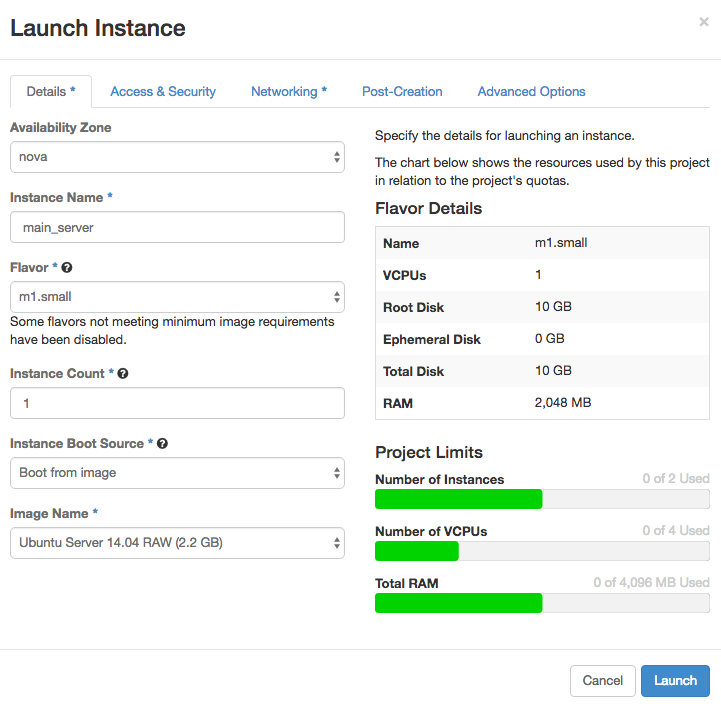 Launch Instance ×
Details * Access & Security Networking * Post-Creation Advanced Options
Availability Zone
nova
Instance Name *
main_server
Flavor * ?
m1.small
Some flavors not meeting minimum image requirements
have been disabled.
Instance Count * ?
1
Instance Boot Source * ?
Boot from image
Image Name *
Ubuntu Server 14.04 RAW (2.2 GB)
Specify the details for launching an instance.
The chart below shows the resources used by this project
in relation to the project's quotas.
Flavor Details
Name m1.small
VCPUs 1
Root Disk 10 GB
Ephemeral Disk 0 GB
Total Disk 10 GB
RAM 2,048 MB
Project Limits
Number of Instances 0 of 2 Used
Number of VCPUs 0 of 4 Used
Total RAM 0 of 4,096 MB Used
Cancel Launch